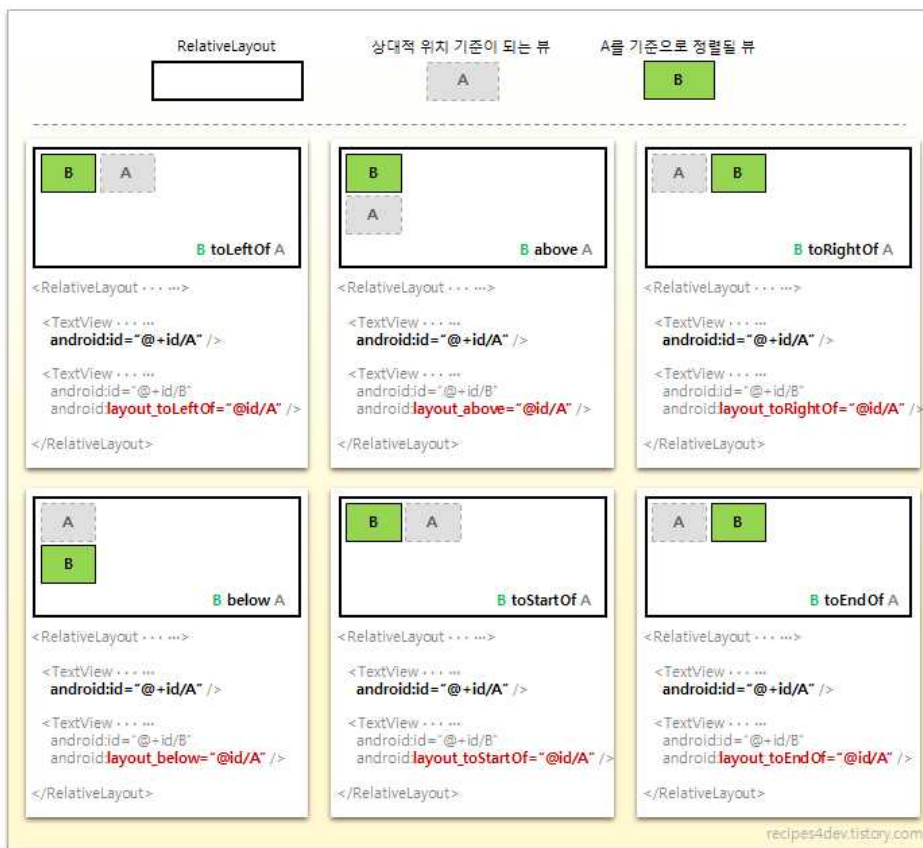 RelativeLayout
상대적 위치 기준이 되는 뷰
A를 기준으로 정렬될 뷰
A
B
B A
B toLeftOf A
<RelativeLayout · · · ...>
<TextView · · · ...
android:id="@+id/A" />
<TextView · · · ...
android:id="@+id/B"
android:layout_toLeftOf="@id/A" />
</RelativeLayout>
B
A
B above A
<RelativeLayout · · · ...>
<TextView · · · ...
android:id="@+id/A" />
<TextView · · · ...
android:id="@+id/B"
android:layout_above="@id/A" />
</RelativeLayout>
A B
B toRightOf A
<RelativeLayout · · · ...>
<TextView · · · ...
android:id="@+id/A" />
<TextView · · · ...
android:id="@+id/B"
android:layout_toRightOf="@id/A" />
</RelativeLayout>
A
B
B below A
<RelativeLayout · · · ...>
<TextView · · · ...
android:id="@+id/A" />
<TextView · · · ...
android:id="@+id/B"
android:layout_below="@id/A" />
</RelativeLayout>
B A
B toStartOf A
<RelativeLayout · · · ...>
<TextView · · · ...
android:id="@+id/A" />
<TextView · · · ...
android:id="@+id/B"
android:layout_toStartOf="@id/A" />
</RelativeLayout>
A B
B toEndOf A
<RelativeLayout · · · ...>
<TextView · · · ...
android:id="@+id/A" />
<TextView · · · ...
android:id="@+id/B"
android:layout_toEndOf="@id/A" />
</RelativeLayout>
recipes4dev.tistory.com